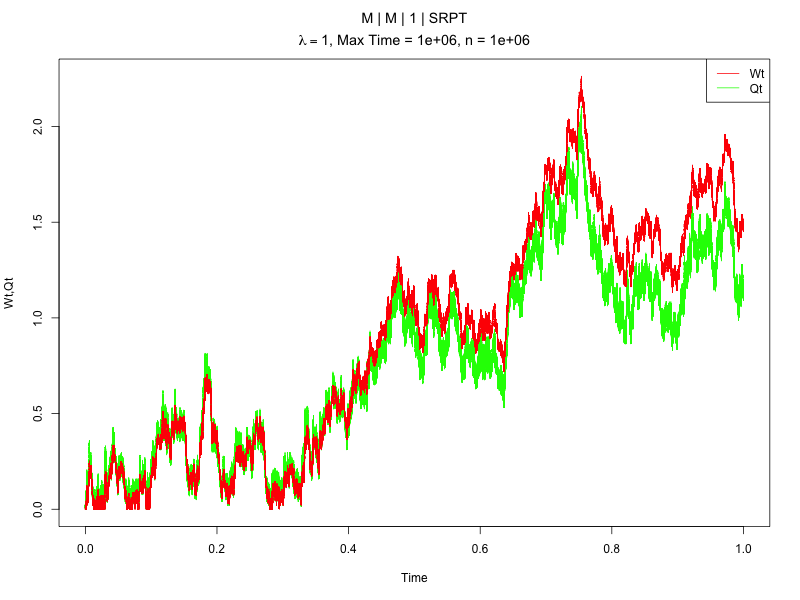 M | M | 1 | SRPT
λ = 1, Max Time = 1e+06, n = 1e+06
Wt
Qt
Wt,Qt
2.0
1.5
1.0
0.5
0.0
0.0 0.2 0.4 0.6 0.8 1.0
Time